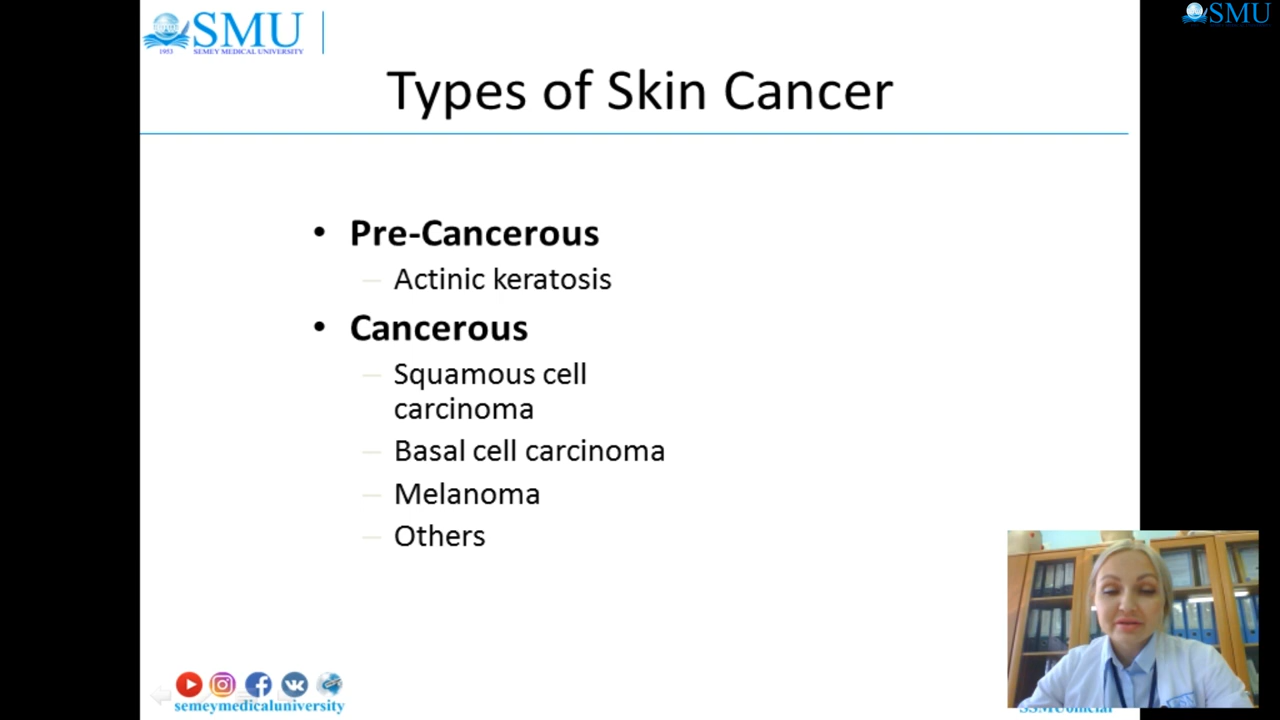 SMU
1953 SEMEY MEDICAL UNIVERSITY
SMU
Types of Skin Cancer
• Pre-Cancerous
– Actinic keratosis
• Cancerous
– Squamous cell
carcinoma
– Basal cell carcinoma
– Melanoma
– Others
semeymedicaluniversity